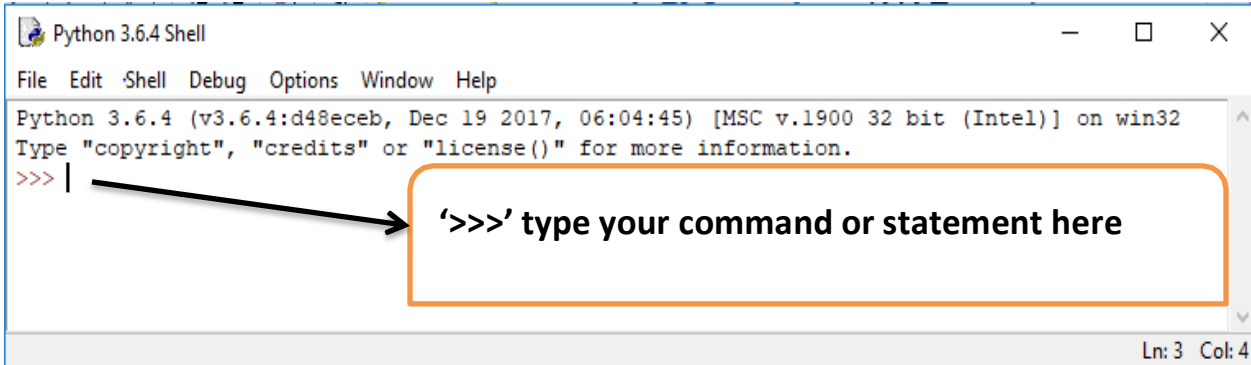 Python 3.6.4 Shell
File Edit Shell Debug Options Window Help
Python 3.6.4 (v3.6.4:d48eceb, Dec 19 2017, 06:04:45) [MSC v.1900 32 bit (Intel)] on win32
Type "copyright", "credits" or "license()" for more information.
>>>
‘>>>’ type your command or statement here
Ln: 3 Col: 4